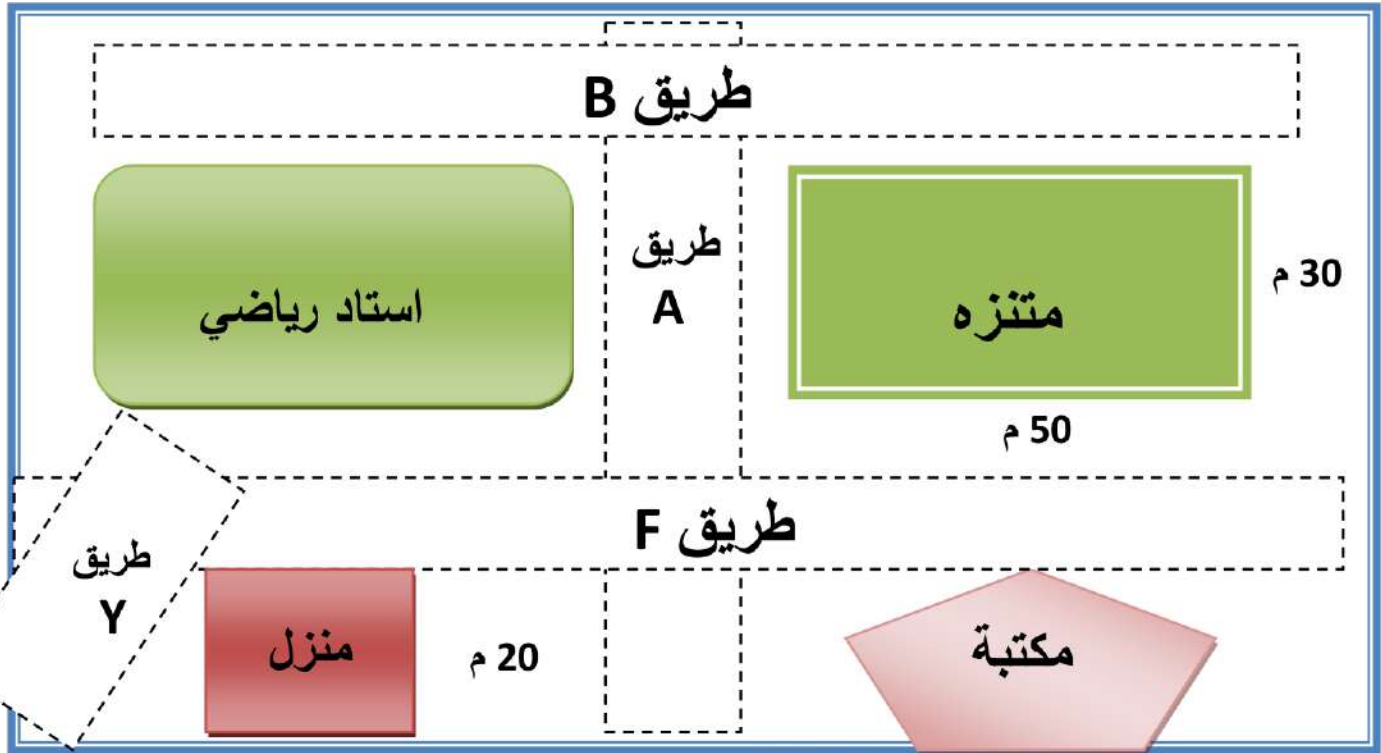 طريق B
استاد رياضي
طريق
A
متنزه
30 م
50 م
طريق F
طريق
Y
منزل
20 م
مكتبة